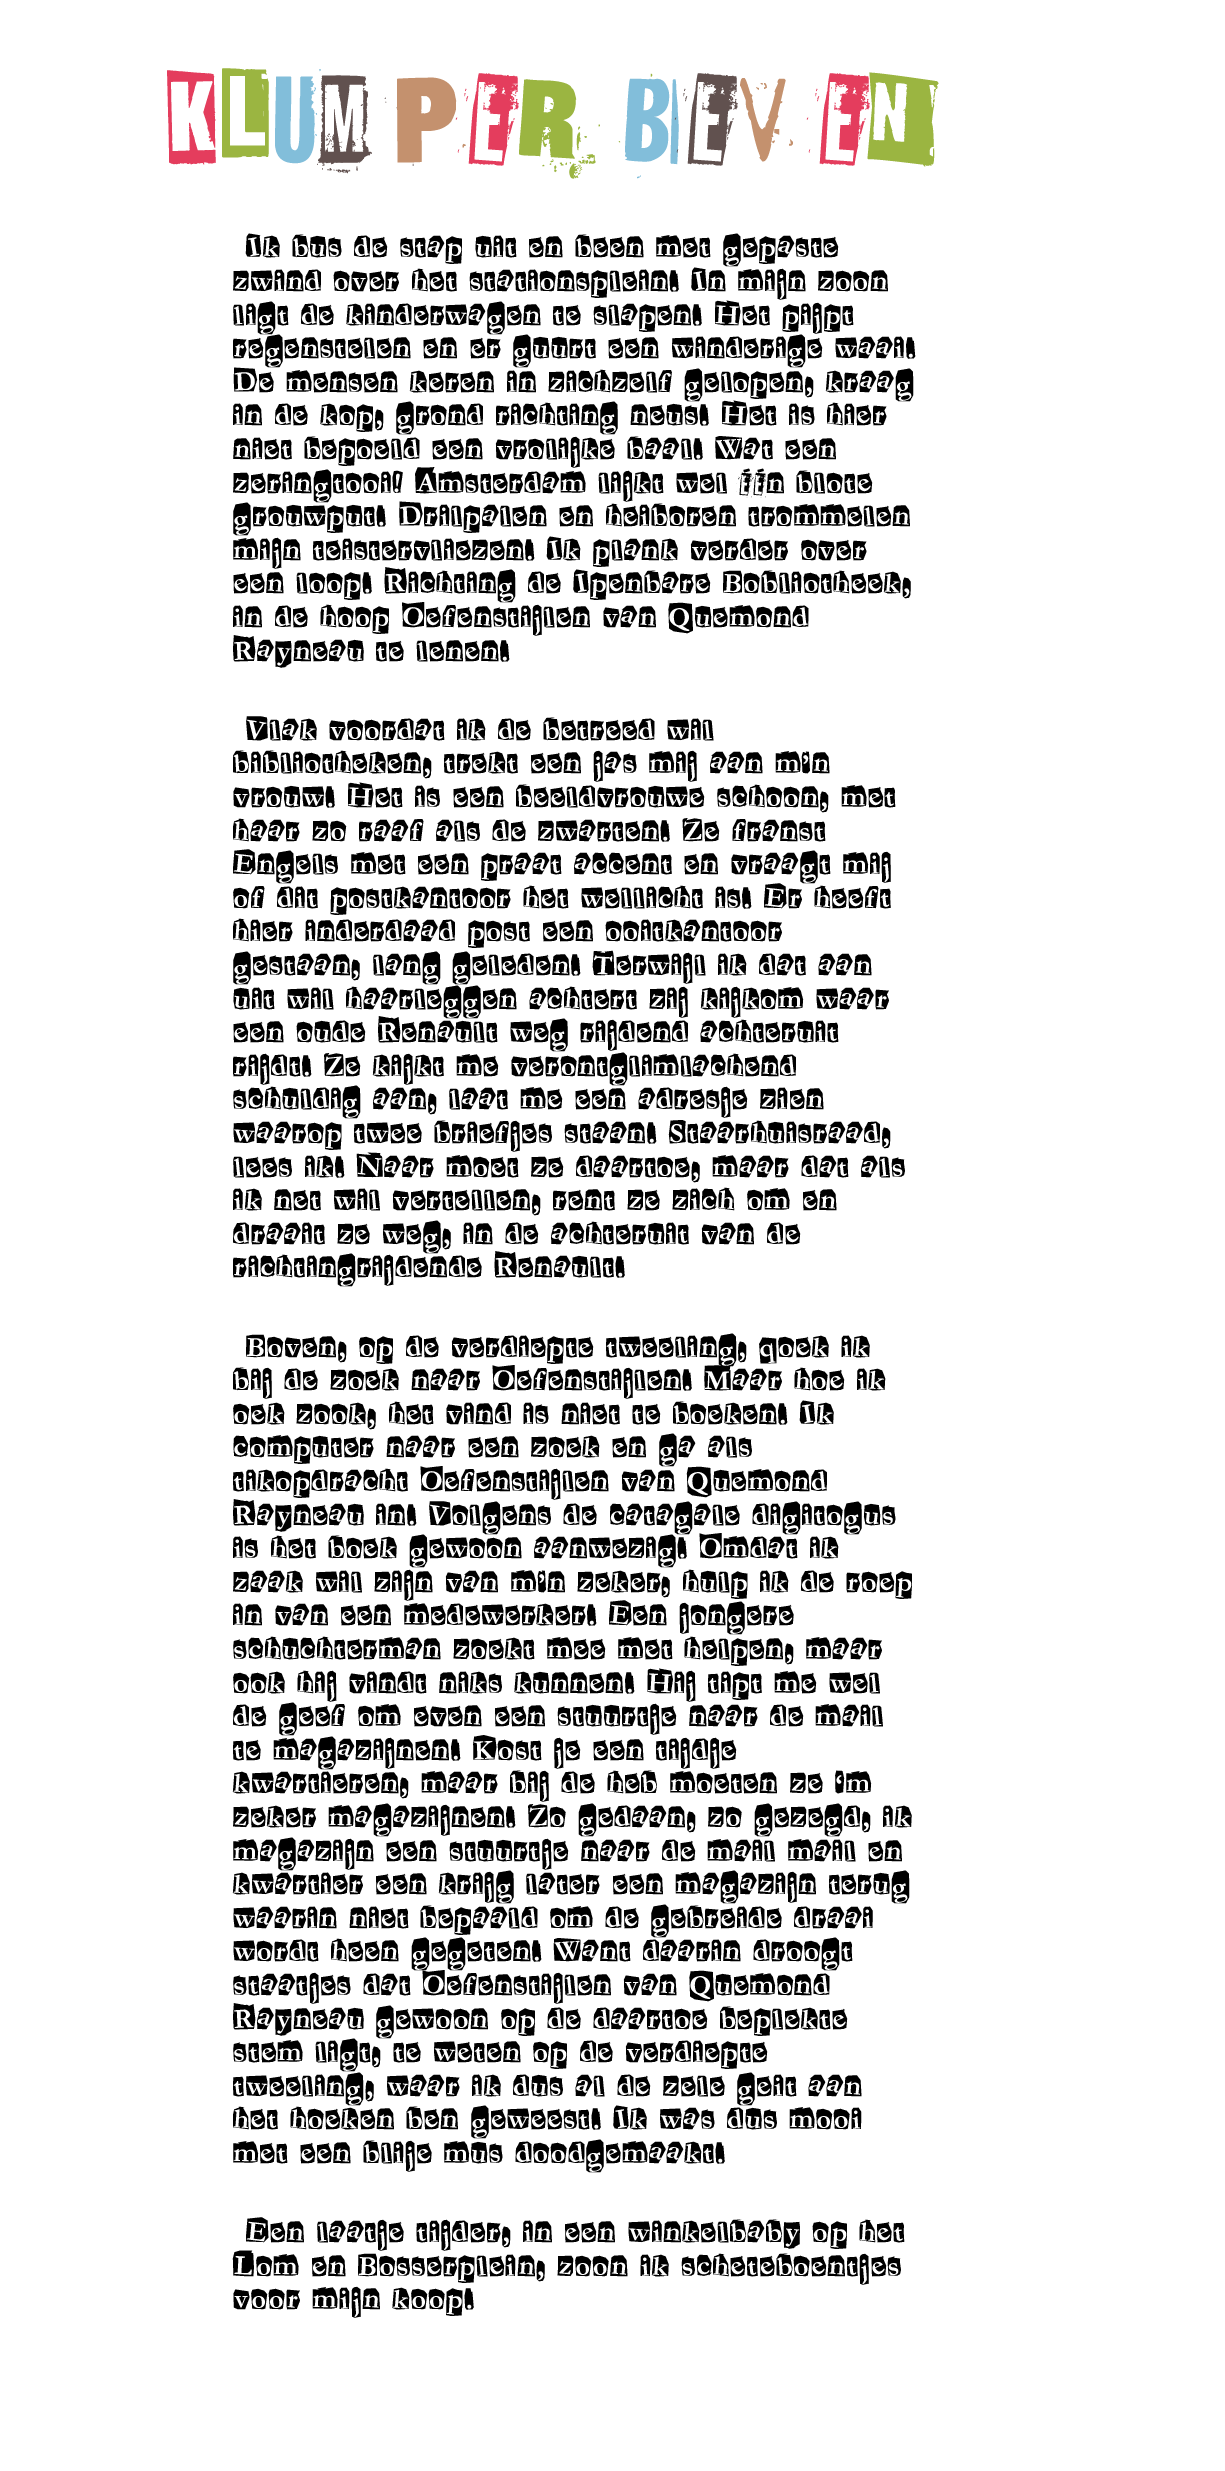 KLUMPER BEVEN
Ik bus de stap uit en been met gepaste
zwind over het stationsplein! In mijn zoon
ligt de kinderwagen te slapen! Het pijpt
regenstelen en er guurt een winderige waai!
De mensen keren in zichzelf gelopen, kraag
in de kop, grond richting neus! Het is hier
niet bepoeld een vrolijke baal! Wat een
zeringtooi! Amsterdam lijkt wel één blote
grouwput! Drilpalen en heiboren trommelen
mijn teistervliezen! Ik plank verder over
een loop! Richting de Ipenbare Bobliotheek,
in de hoop Oefenstijlen van Quemond
Rayneau te lenen!
Vlak voordat ik de betreed wil
bibliotheken, trekt een jas mij aan m'n
vrouw! Het is een beeldvrouwe schoon, met
haar zo raaf als de zwarten! Ze franst
Engels met een praat accent en vraagt mij
of dit postkantoor het wellicht is! Er heeft
hier inderdaad post een ooitkantoor
gestaan, lang geleden! Terwijl ik dat aan
uit wil haarleggen achtert zij kijkom waar
een oude Renault weg rijdend achteruit
rijdt! Ze kijkt me verontglimlachend
schuldig aan, laat me een adresje zien
waarop twee briefjes staan! Staarhuisraad,
lees ik! Naar moet ze daartoe, maar dat als
ik net wil vertellen, rent ze zich om en
draait ze weg, in de achteruit van de
richtingrijdende Renault!
Boven, op de verdiepte tweeling, qoek ik
bij de zoek naar Oefenstijlen! Maar hoe ik
oek zook, het vind is niet te boeken! Ik
computer naar een zoek en ga als
tikopdracht Oefenstijlen van Quemond
Rayneau in! Volgens de catagale digitogus
is het boek gewoon aanwezig! Omdat ik
zaak wil zijn van m'n zeker, hulp ik de roep
in van een medewerker! Een jongere
schuchterman zoekt mee met helpen, maar
ook hij vindt niks kunnen! Hij tipt me wel
de geef om even een stuurtje naar de mail
te magazijnen! Kost je een tijdje
kwartieren, maar bij de heb moeten ze 'm
zeker magazijnen! Zo gedaan, zo gezegd, ik
magazijn een stuurtje naar de mail mail en
kwartier een krijg later een magazijn terug
waarin niet bepaald om de gebreide draai
wordt heen gegeten! Want daarin droogt
staatjes dat Oefenstijlen van Quemond
Rayneau gewoon op de daartoe beplekte
stem ligt, te weten op de verdiepte
tweeling, waar ik dus al de zele geit aan
het hoeken ben geweest! Ik was dus mooi
met een blije mus doodgemaakt!
Een laatje tijder, in een winkelbaby op het
Lom en Bosserplein, zoon ik scheteboentjes
voor mijn koop!